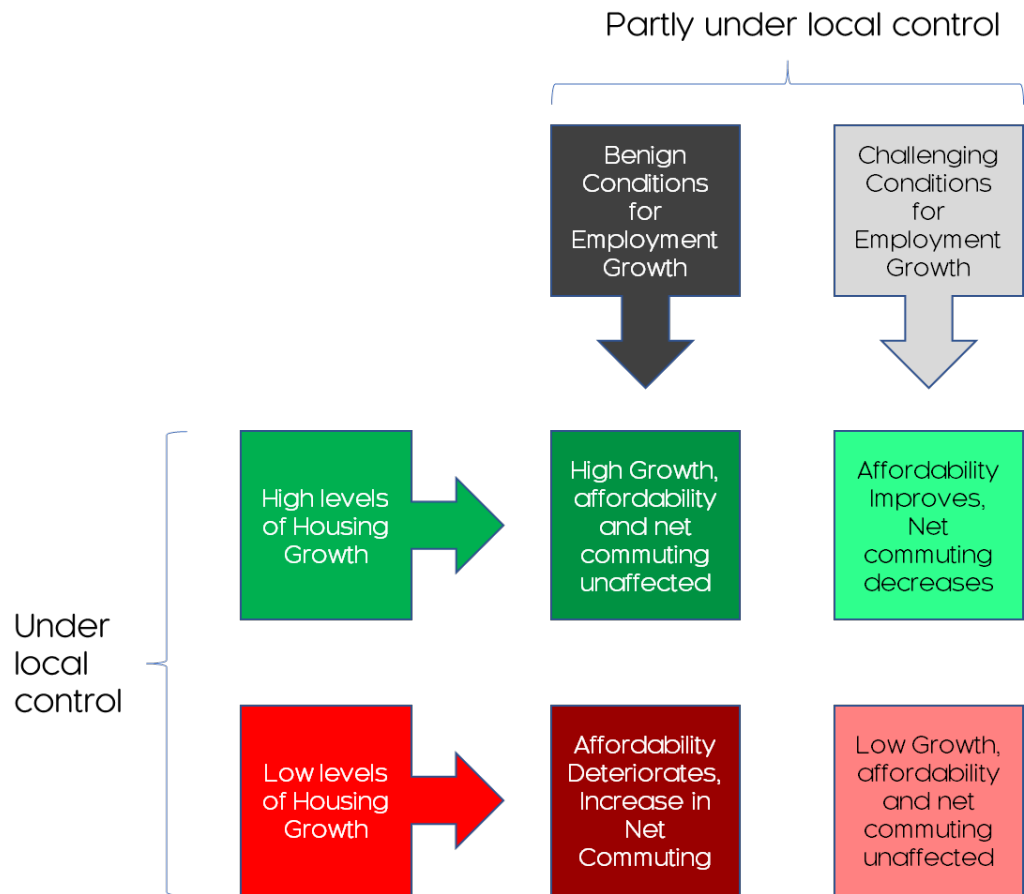 Partly under local control
Benign
Conditions
for
Employment
Growth
Challenging
Conditions
for
Employment
Growth
High levels
of Housing
Growth
High Growth,
affordability
and net
commuting
unaffected
Affordability
Improves,
Net
commuting
decreases
Under
local
control
Low levels
of Housing
Growth
Affordability
Deteriorates,
Increase in
Net
Commuting
Low Growth,
affordability
and net
commuting
unaffected